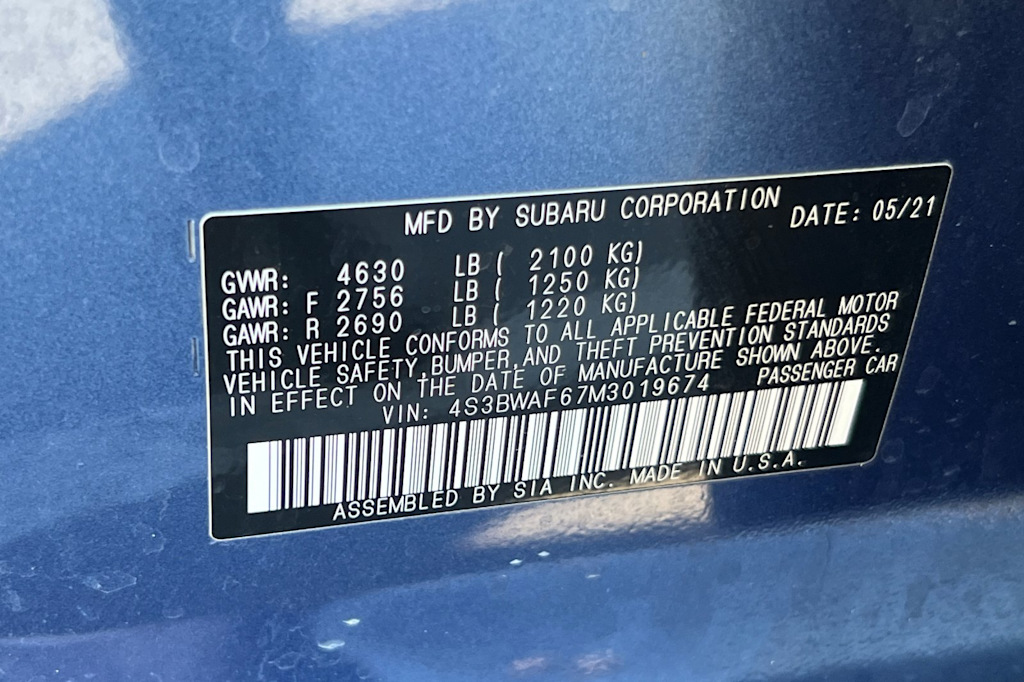 MFD BY SUBARU CORPORATION DATE: 05/21
GVWR: 4630 LB ( 2100 KG)
GAWR: F 2756 LB ( 1250 KG)
GAWR: R 2690 LB ( 1220 KG)
THIS VEHICLE CONFORMS TO ALL APPLICABLE FEDERAL MOTOR
VEHICLE SAFETY,BUMPER,AND THEFT PREVENTION STANDARDS
IN EFFECT ON THE DATE OF MANUFACTURE SHOWN ABOVE.
VIN: 4S3BWAF67M3019674 PASSENGER CAR
ASSEMBLED BY SIA INC. MADE IN U.S.A.